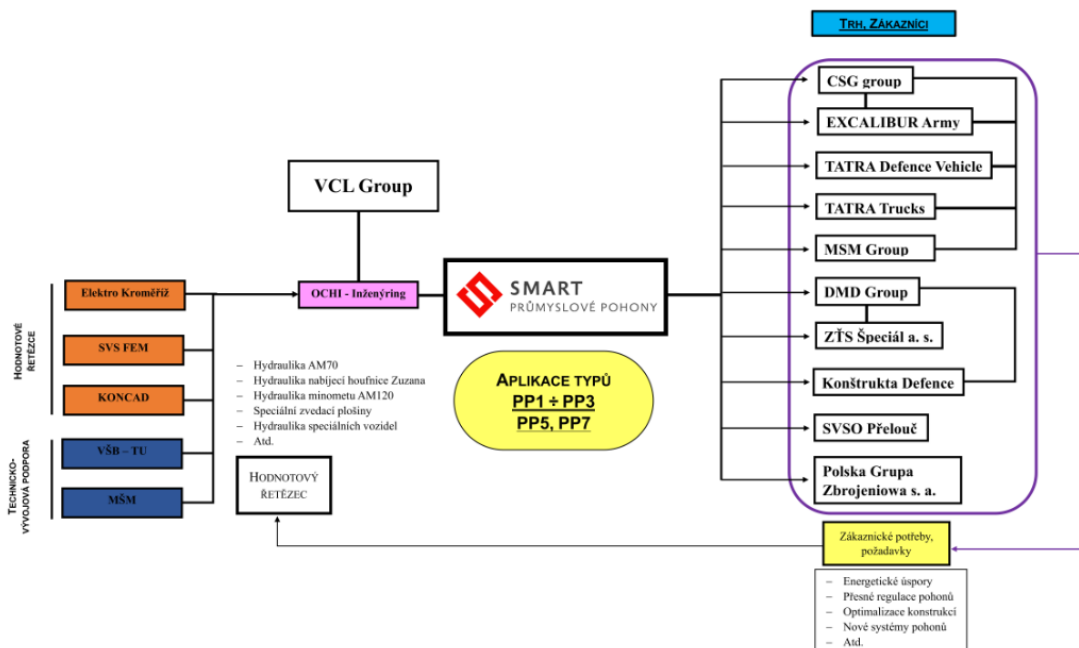 TRH, ZÁKAZNÍCI
CSG group
EXCALIBUR Army
TATRA Defence Vehicle
TATRA Trucks
MSM Group
DMD Group
ZŤS Špeciál a. s.
Konštrukta Defence
SVSO Přelouč
Polska Grupa
Zbrojeniowa s. a.
VCL Group
OCHI - Inženýring
SMART
PRŮMYSLOVÉ POHONY
HODNOTOVÉ
ŘETĚZCE
Elektro Kroměříž
SVS FEM
KONCAD
TECHNICKO-
VÝVOJOVÁ PODPORA
VŠB – TU
MŠM
– Hydraulika AM70
– Hydraulika nabíjecí houfnice Zuzana
– Hydraulika minometu AM120
– Speciální zvedací plošiny
– Hydraulika speciálních vozidel
– Atd.
APLIKACE TYPŮ
PP1 ÷ PP3
PP5, PP7
HODNOTOVÝ
ŘETĚZEC
Zákaznické potřeby,
požadavky
– Energetické úspory
– Přesné regulace pohonů
– Optimalizace konstrukcí
– Nové systémy pohonů
– Atd.